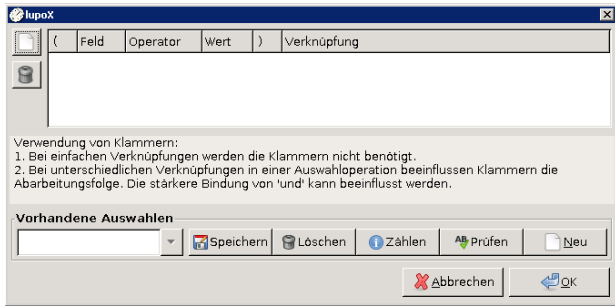 lupoX
( Feld Operator Wert ) Verknüpfung
Verwendung von Klammern:
1. Bei einfachen Verknüpfungen werden die Klammern nicht benötigt.
2. Bei unterschiedlichen Verknüpfungen in einer Auswahloperation beeinflussen Klammern die
Abarbeitungsfolge. Die stärkere Bindung von 'und' kann beeinflusst werden.
Vorhandene Auswahlen
Speichern Löschen Zählen Prüfen Neu
Abbrechen OK